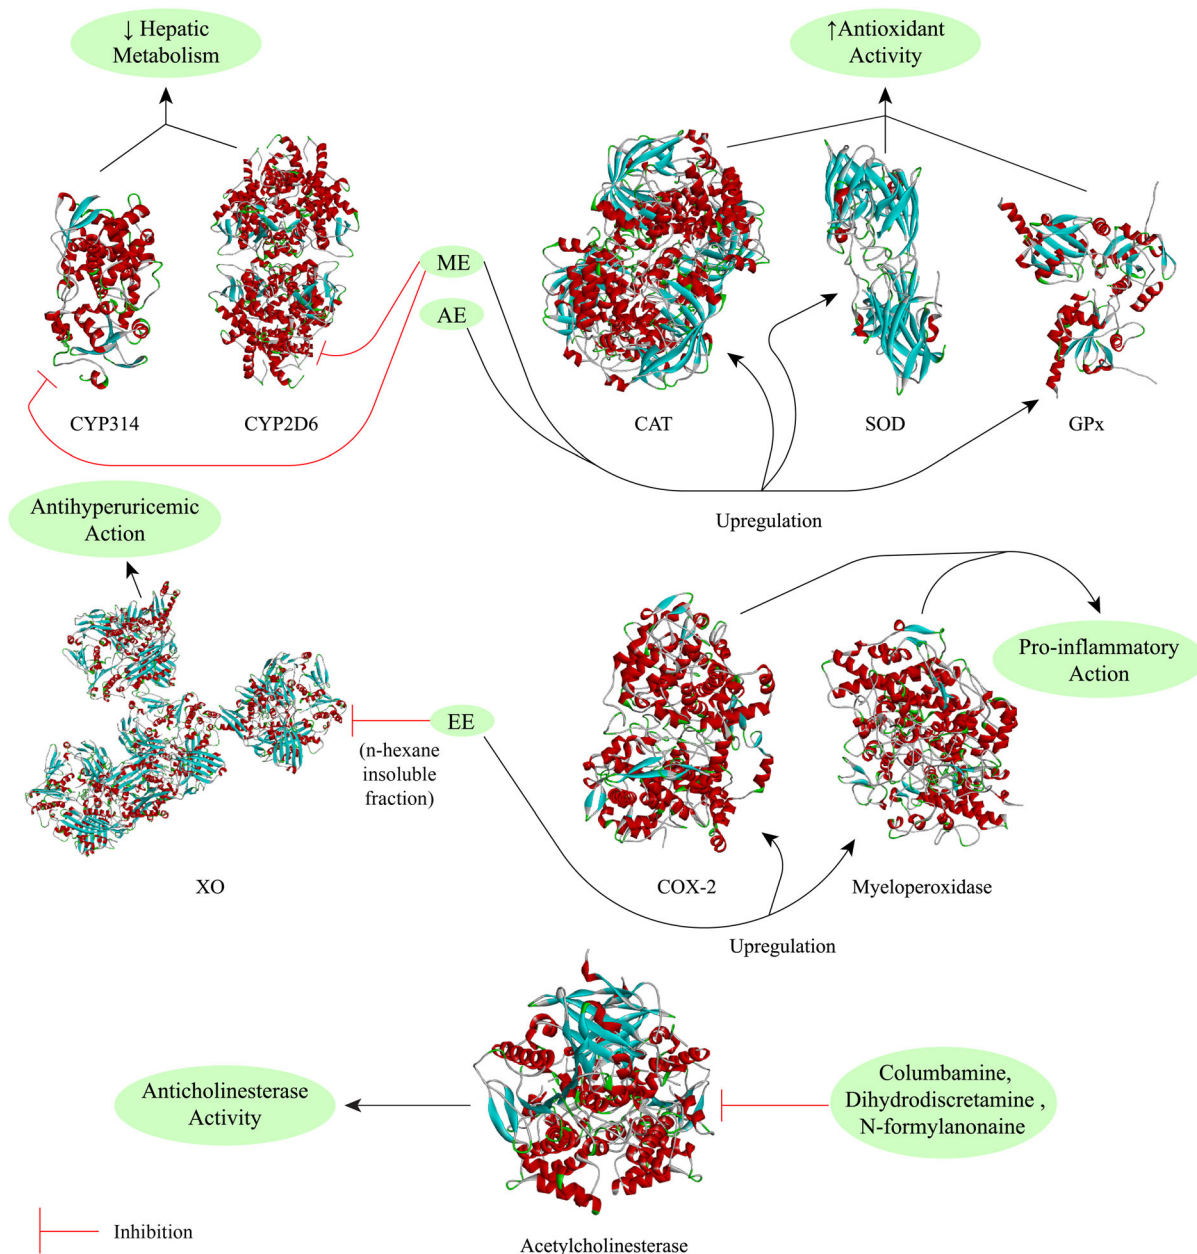 ↓ Hepatic
Metabolism
↑Antioxidant
Activity
ME
AE
CYP314
CYP2D6
CAT
SOD
GPx
Upregulation
Antihyperuricemic
Action
Pro-inflammatory
Action
EE
(n-hexane
insoluble
fraction)
XO
COX-2
Myeloperoxidase
Upregulation
Anticholinesterase
Activity
Columbamine,
Dihydrodiscretamine ,
N-formylanonaine
Inhibition
Acetylcholinesterase